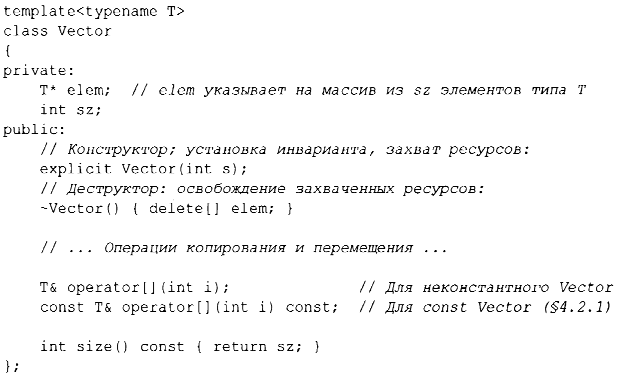 template<typename T>
class Vector
{
private:
    T* elem;  // elem указывает на массив из sz элементов типа T
    int sz;
public:
    // Конструктор; установка инварианта, захват ресурсов:
    explicit Vector(int s);
    // Деструктор: освобождение захваченных ресурсов:
    ~Vector() { delete[] elem; }

    // ... Операции копирования и перемещения ...

    T& operator[](int i);             // Для неконстантного Vector
    const T& operator[](int i) const;  // Для const Vector (§4.2.1)

    int size() const { return sz; }
};